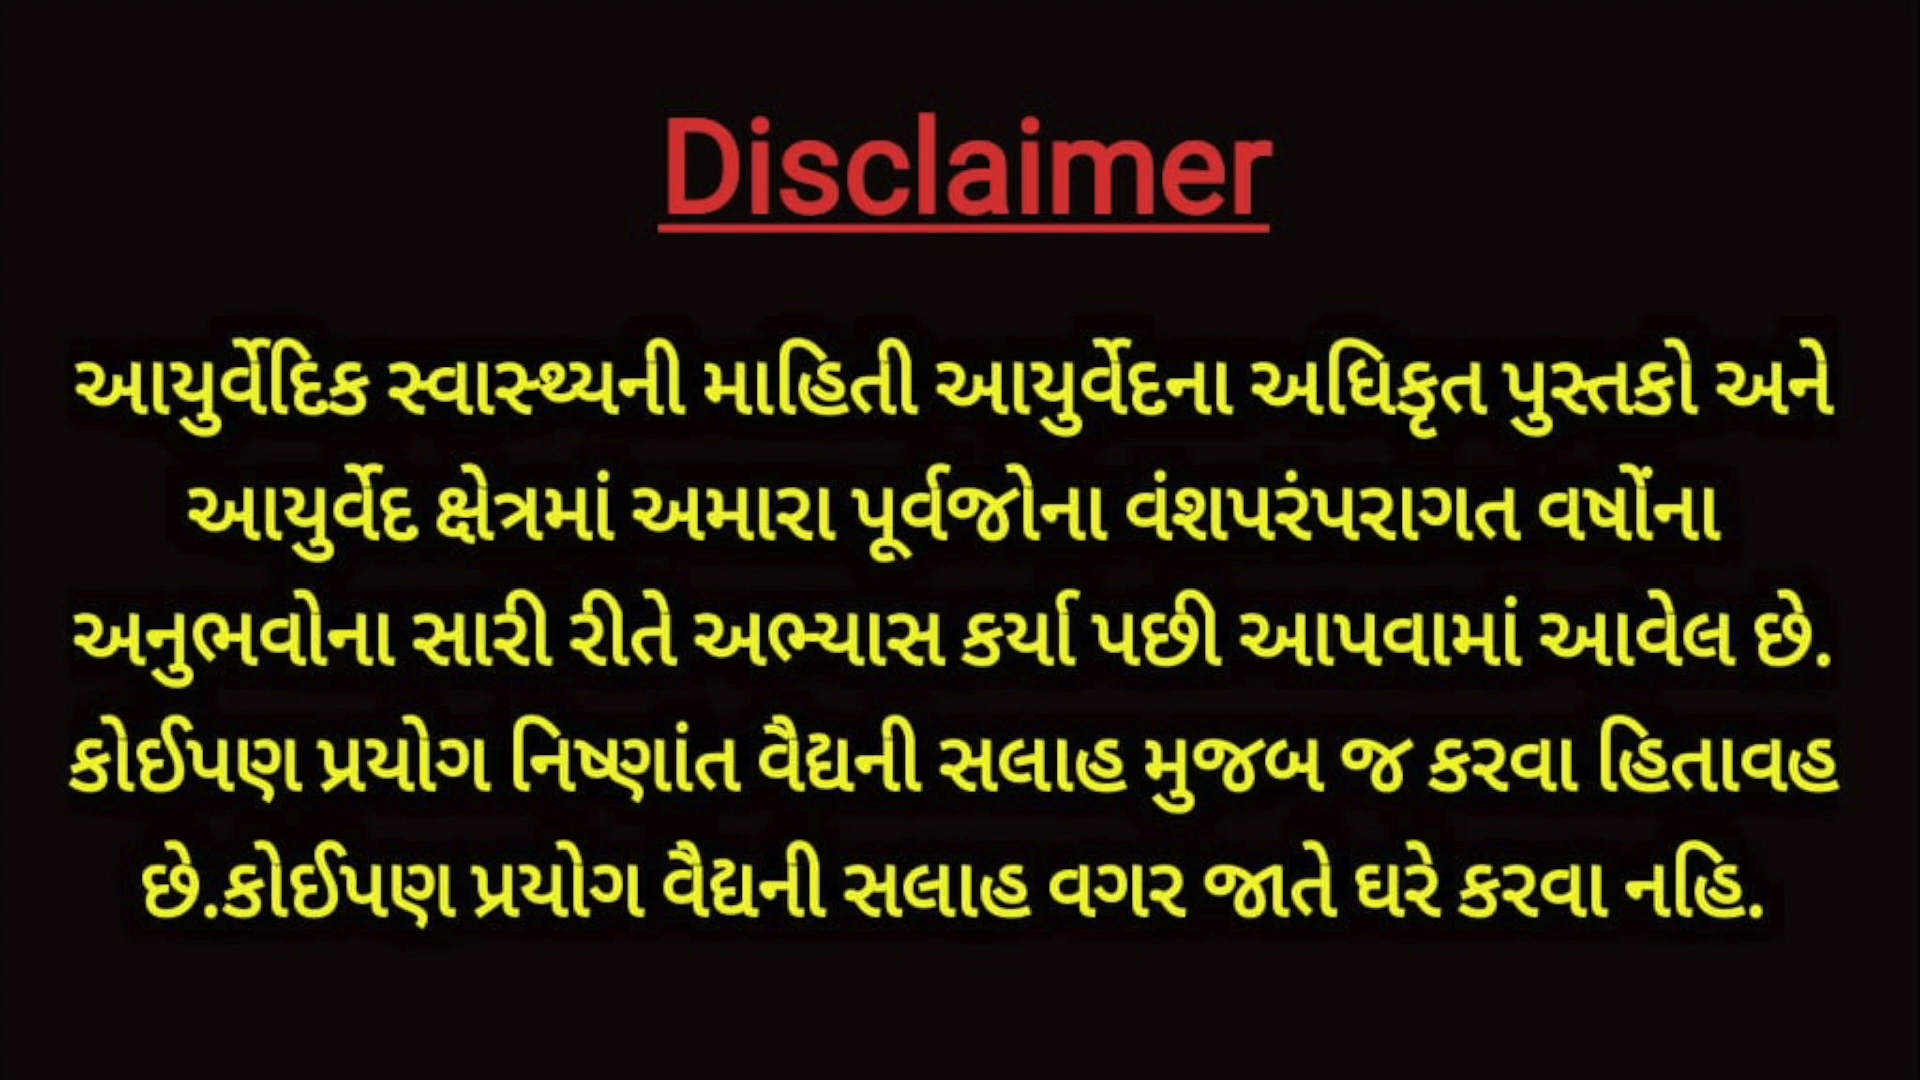 Disclaimer
આયુર્વેદિક સ્વાસ્થ્યની માહિતી આયુર્વેદના અધિકૃત પુસ્તકો અને
આયુર્વેદ ક્ષેત્રમાં અમારા પૂર્વજોના વંશપરંપરાગત વર્ષોંના
અનુભવોના સારી રીતે અભ્યાસ કર્યા પછી આપવામાં આવેલ છે.
કોઈપણ પ્રયોગ નિષ્ણાંત વૈદ્યની સલાહ મુજબ જ કરવા હિતાવહ
છે.કોઈપણ પ્રયોગ વૈદ્યની સલાહ વગર જાતે ઘરે કરવા નહિ.